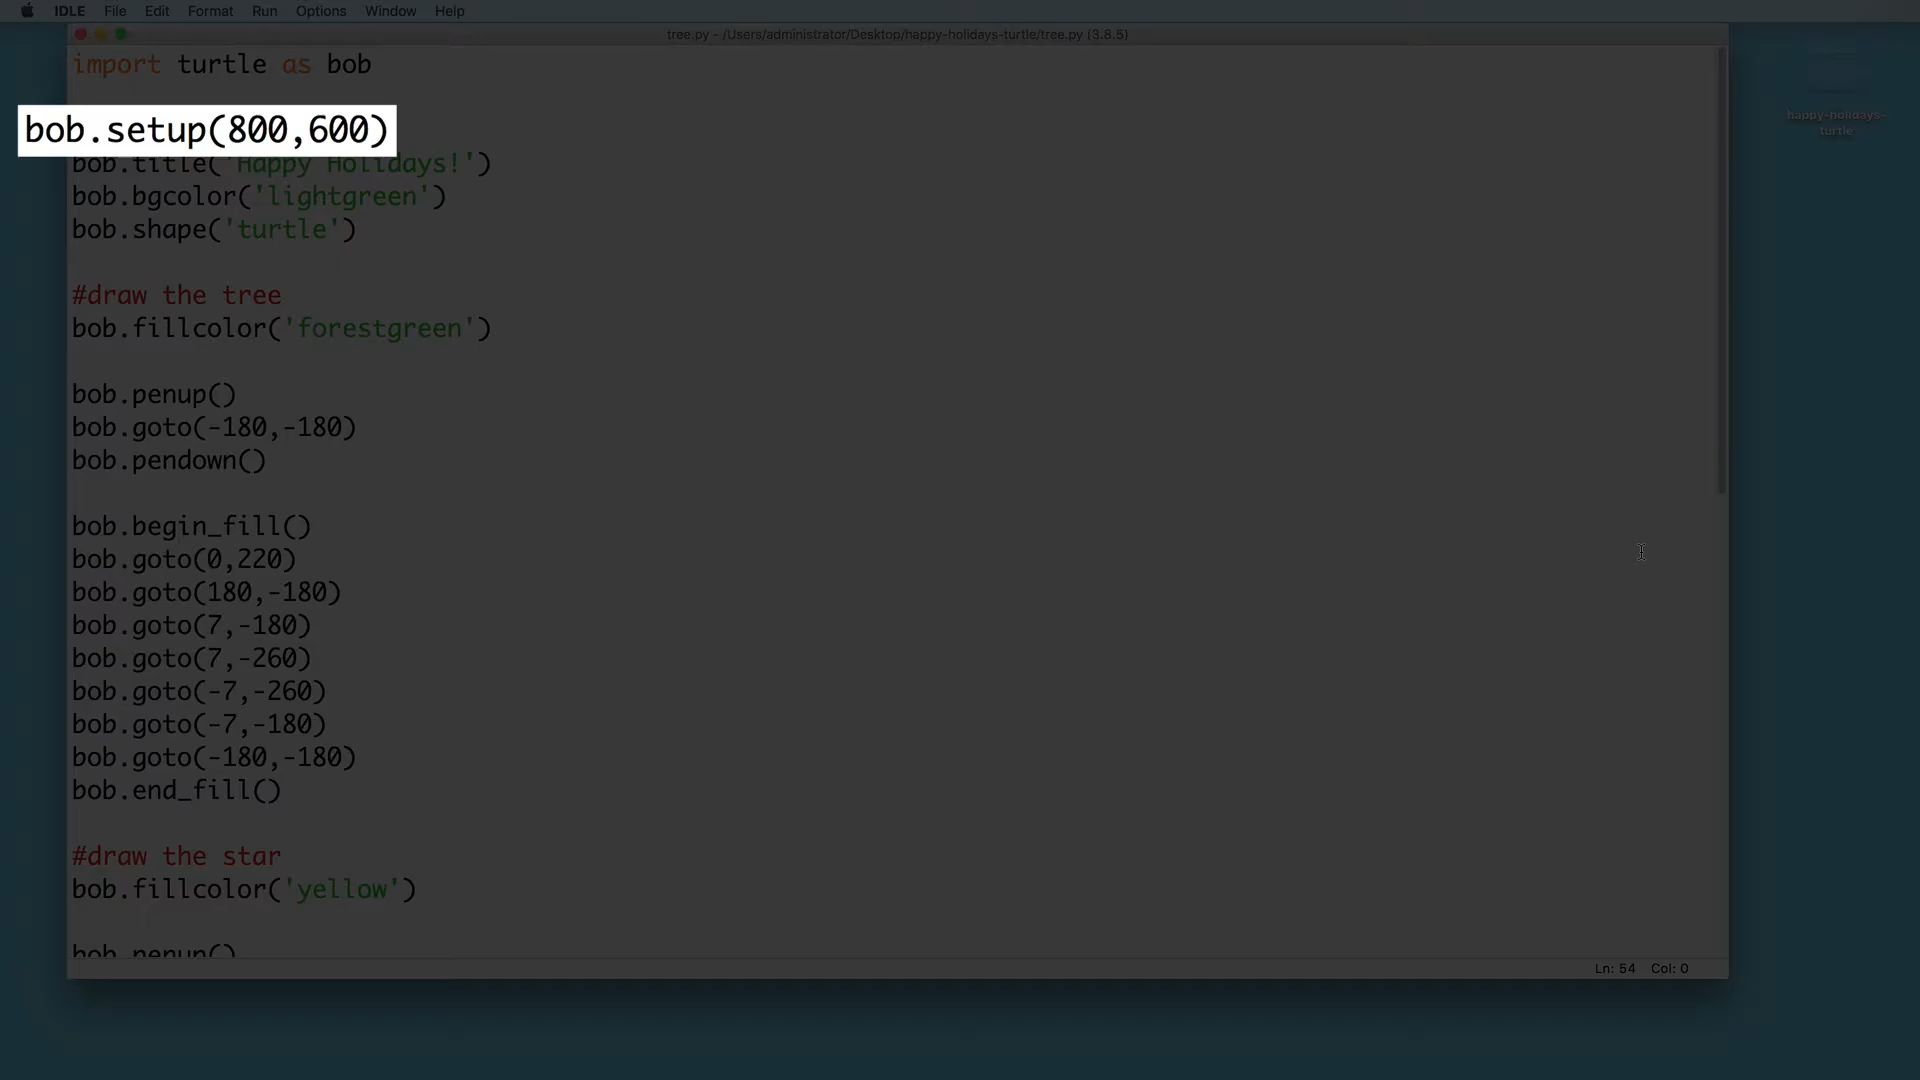 IDLE File Edit Format Run Options Window Help
tree.py - /Users/administrator/Desktop/happy-holidays-turtle/tree.py (3.8.5)
import turtle as bob
bob.setup(800,600)
bob.title('Happy Holidays!')
bob.bgcolor('lightgreen')
bob.shape('turtle')
#draw the tree
bob.fillcolor('forestgreen')
bob.penup()
bob.goto(-180,-180)
bob.pendown()
bob.begin_fill()
bob.goto(0,220)
bob.goto(180,-180)
bob.goto(7,-180)
bob.goto(7,-260)
bob.goto(-7,-260)
bob.goto(-7,-180)
bob.goto(-180,-180)
bob.end_fill()
#draw the star
bob.fillcolor('yellow')
bob.penup()
Ln: 54 Col: 0
happy-holidays-
turtle